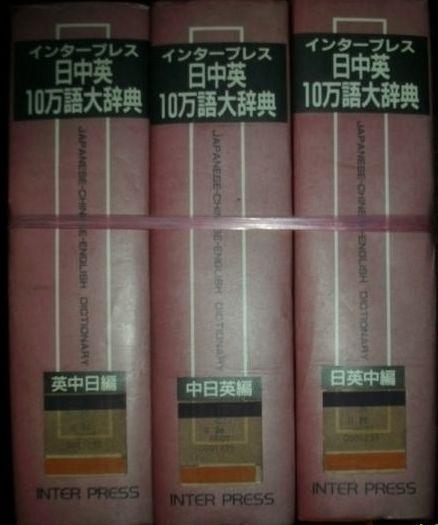 インタープレス
日中英
10万語大辞典
JAPANESE-CHINESE-ENGLISH DICTIONARY
英中日編
INTER PRESS
インタープレス
日中英
10万語大辞典
JAPANESE-CHINESE-ENGLISH DICTIONARY
中日英編
INTER PRESS
インタープレス
日中英
10万語大辞典
JAPANESE-CHINESE-ENGLISH DICTIONARY
日英中編
INTER PRESS